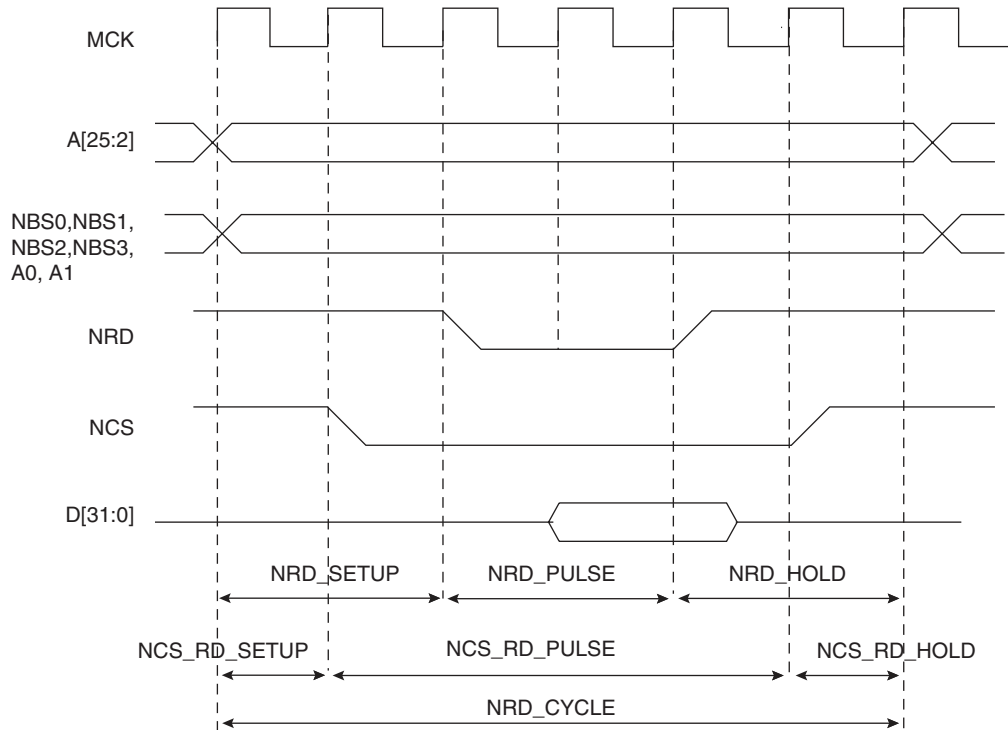 MCK
A[25:2]
NBS0,NBS1,
NBS2,NBS3,
A0, A1
NRD
NCS
D[31:0]
NRD_SETUP NRD_PULSE NRD_HOLD
NCS_RD_SETUP NCS_RD_PULSE NCS_RD_HOLD
NRD_CYCLE